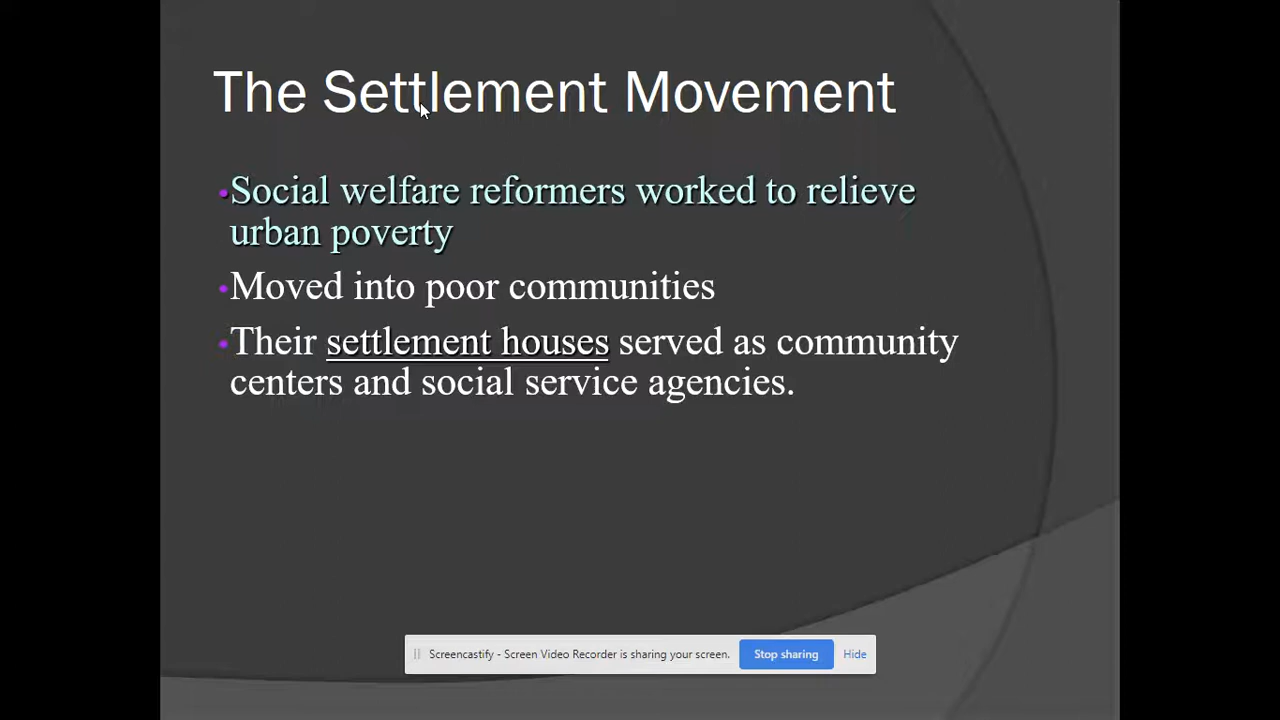 The Settlement Movement
•Social welfare reformers worked to relieve
urban poverty
•Moved into poor communities
•Their settlement houses served as community
centers and social service agencies.
Screencastify - Screen Video Recorder is sharing your screen. Stop sharing Hide